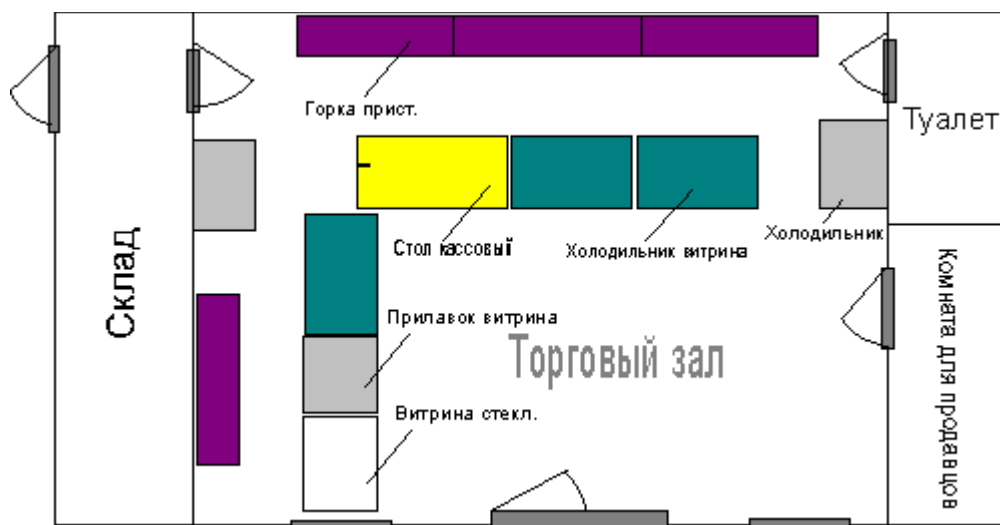 Горка прист.
Туалет
Стол кассовый
Холодильник витрина
Холодильник
Склад
Прилавок витрина
Торговый зал
Комната для продавцов
Витрина стекл.